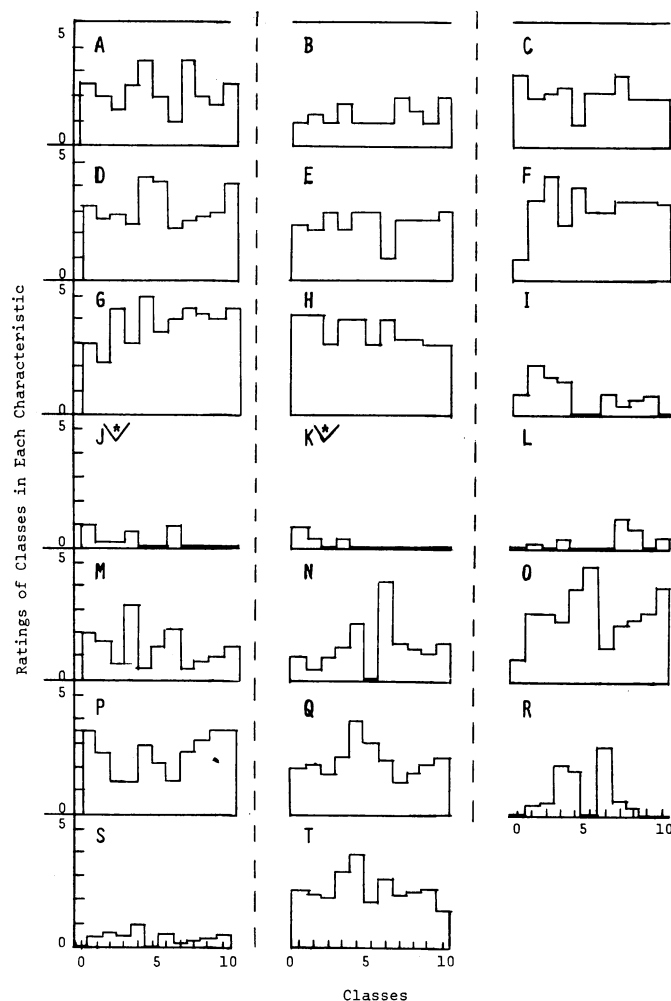 5 A B C
0
5 D E F
0
5 G H I
0
5 J * K * L
0
5 M N O
0
5 P Q R
0
0 5 10
5 S T
0
0 5 10 0 5 10
Classes
Ratings of Classes in Each Characteristic